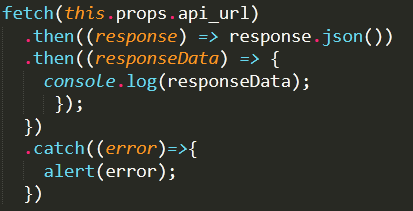 fetch(this.props.api_url)
.then((response) => response.json())
.then((responseData) => {
console.log(responseData);
});
})
.catch((error)=>{
alert(error);
})